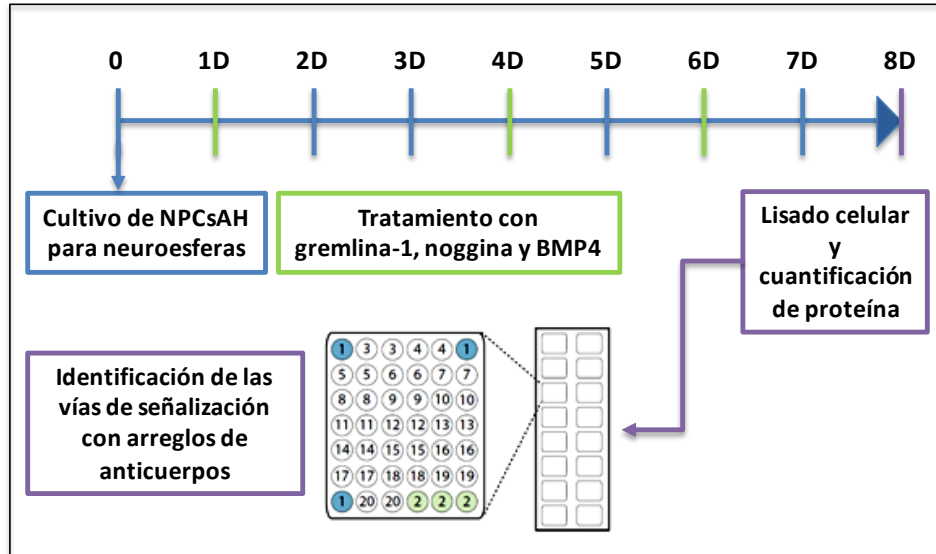 0 1D 2D 3D 4D 5D 6D 7D 8D
Cultivo de NPCsAH
para neuroesferas
Tratamiento con
gremlina-1, noggina y BMP4
Lisado celular
y
cuantificación
de proteína
Identificación de las
vías de señalización
con arreglos de
anticuerpos
1 3 3 4 4 1
5 5 6 6 7 7
8 8 9 9 10 10
11 11 12 12 13 13
14 14 15 15 16 16
17 17 18 18 19 19
1 20 20 2 2 2